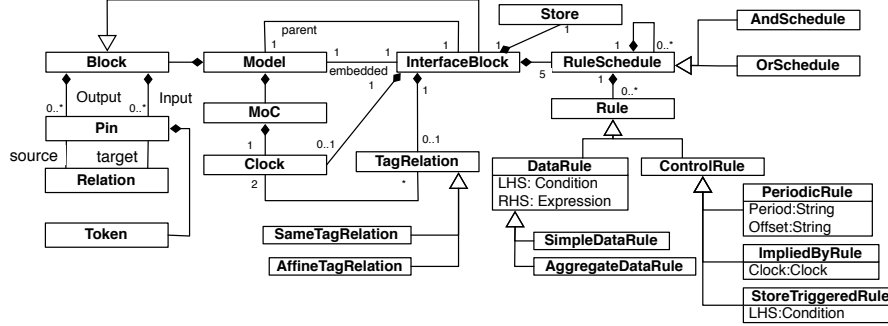 Store
AndSchedule
parent
1
1
1
0..*
1
1
1
1
Block
Model
InterfaceBlock
RuleSchedule
OrSchedule
embedded
5
1
Output
Input
MoC
1
1
0..*
0..*
0..*
Rule
Pin
1
0..1
0..1
source
target
Clock
TagRelation
DataRule
ControlRule
Relation
2
*
LHS: Condition
RHS: Expression
PeriodicRule
Period:String
Offset:String
Token
SameTagRelation
SimpleDataRule
ImpliedByRule
Clock:Clock
AffineTagRelation
AggregateDataRule
StoreTriggeredRule
LHS:Condition